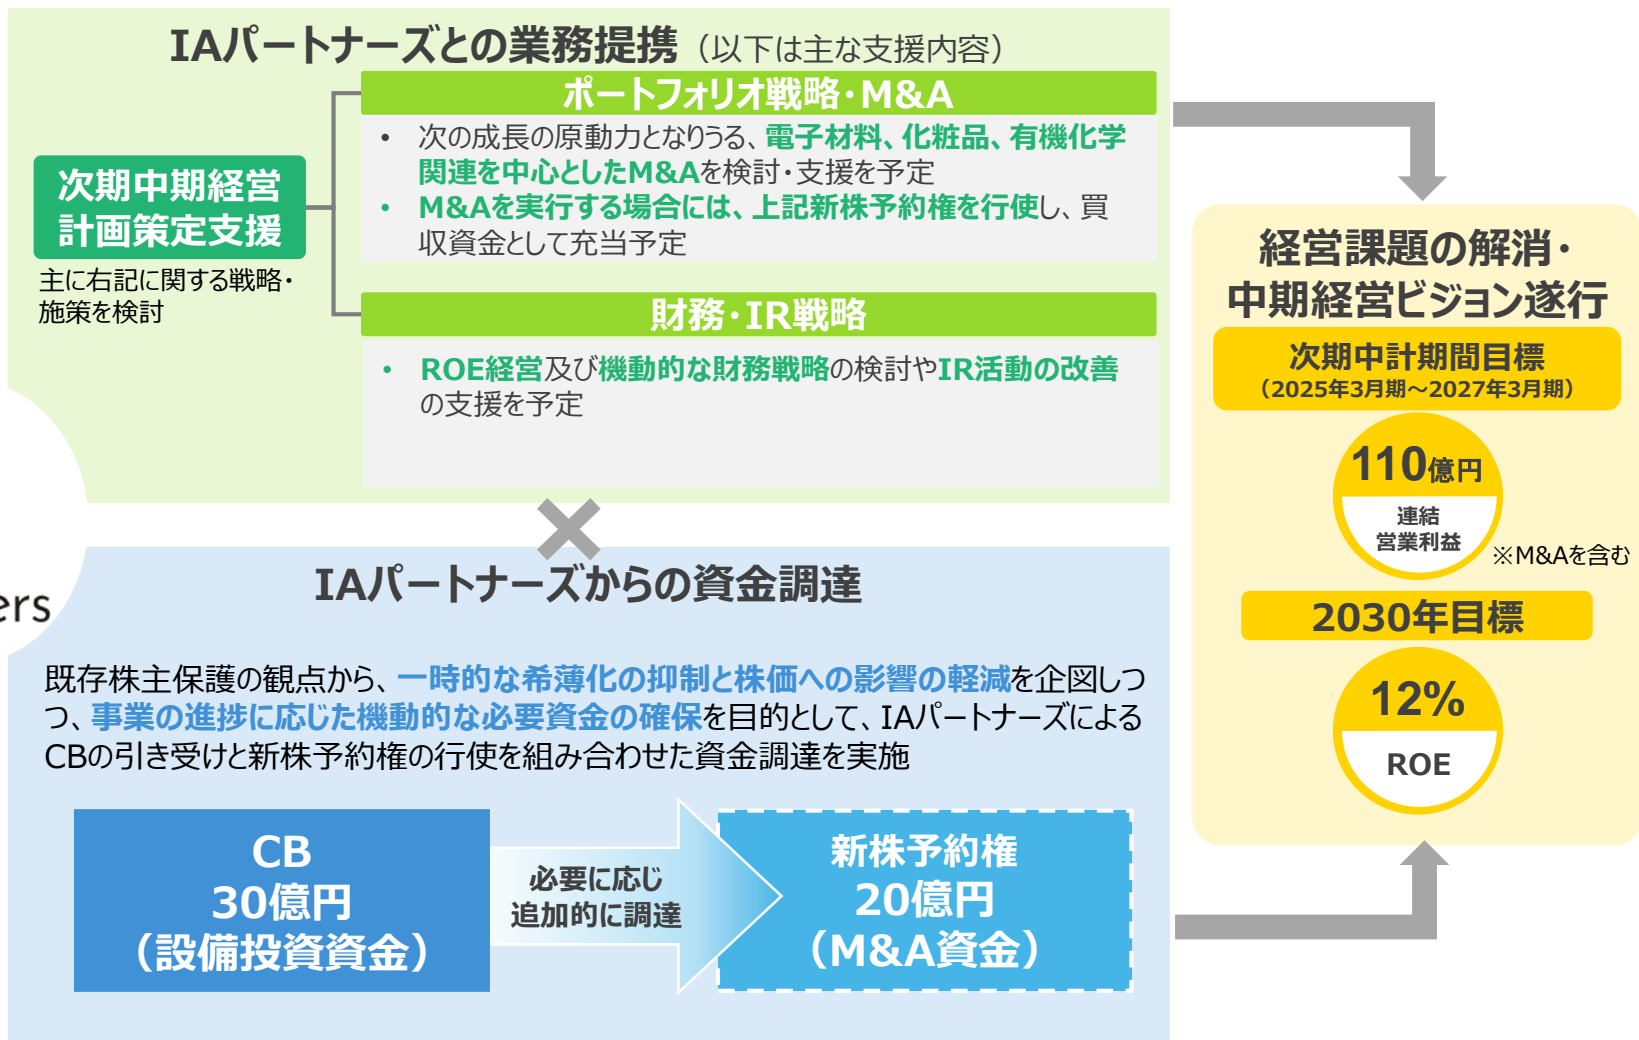 IAパートナーズとの業務提携（以下は主な支援内容）
ポートフォリオ戦略・M&A
• 次の成長の原動力となりうる、電子材料、化粧品、有機化学
関連を中心としたM&Aを検討・支援を予定
• M&Aを実行する場合には、上記新株予約権を行使し、買
収資金として充当予定
次期中期経営
計画策定支援
主に右記に関する戦略・
施策を検討
財務・IR戦略
• ROE経営及び機動的な財務戦略の検討やIR活動の改善
の支援を予定
ers
IAパートナーズからの資金調達
既存株主保護の観点から、一時的な希薄化の抑制と株価への影響の軽減を企図しつ
つ、事業の進捗に応じた機動的な必要資金の確保を目的として、IAパートナーズによる
CBの引き受けと新株予約権の行使を組み合わせた資金調達を実施
CB
30億円
（設備投資資金）
必要に応じ
追加的に調達
新株予約権
20億円
（M&A資金）
経営課題の解消・
中期経営ビジョン遂行
次期中計期間目標
（2025年3月期～2027年3月期）
110億円
連結
営業利益
※M&Aを含む
2030年目標
12%
ROE